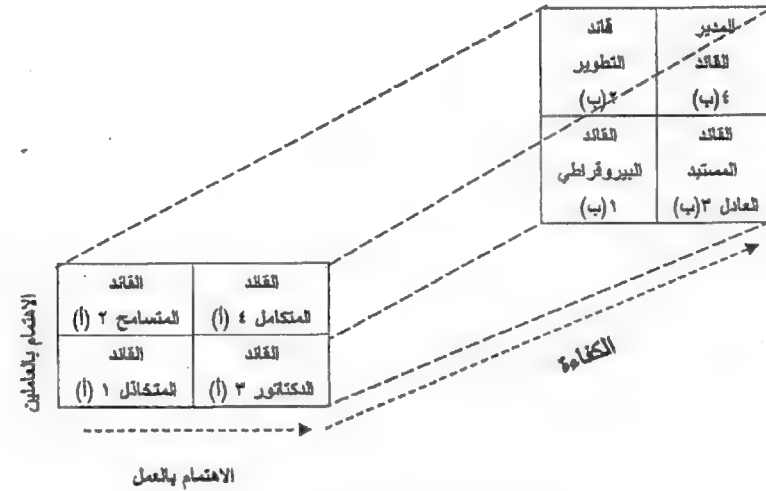 المدير
القائد
٤(ب)
قائد
التطوير
٢(ب)
القائد
المستبد
العادل ٣(ب)
القائد
البيروقراطي
١(ب)
القائد
المتكامل ٤ (أ)
القائد
المتسامح ٢ (أ)
القائد
الدكتاتور ٣ (أ)
القائد
المتخاذل ١ (أ)
الاهتمام بالعاملين
الكفاءة
الاهتمام بالعمل